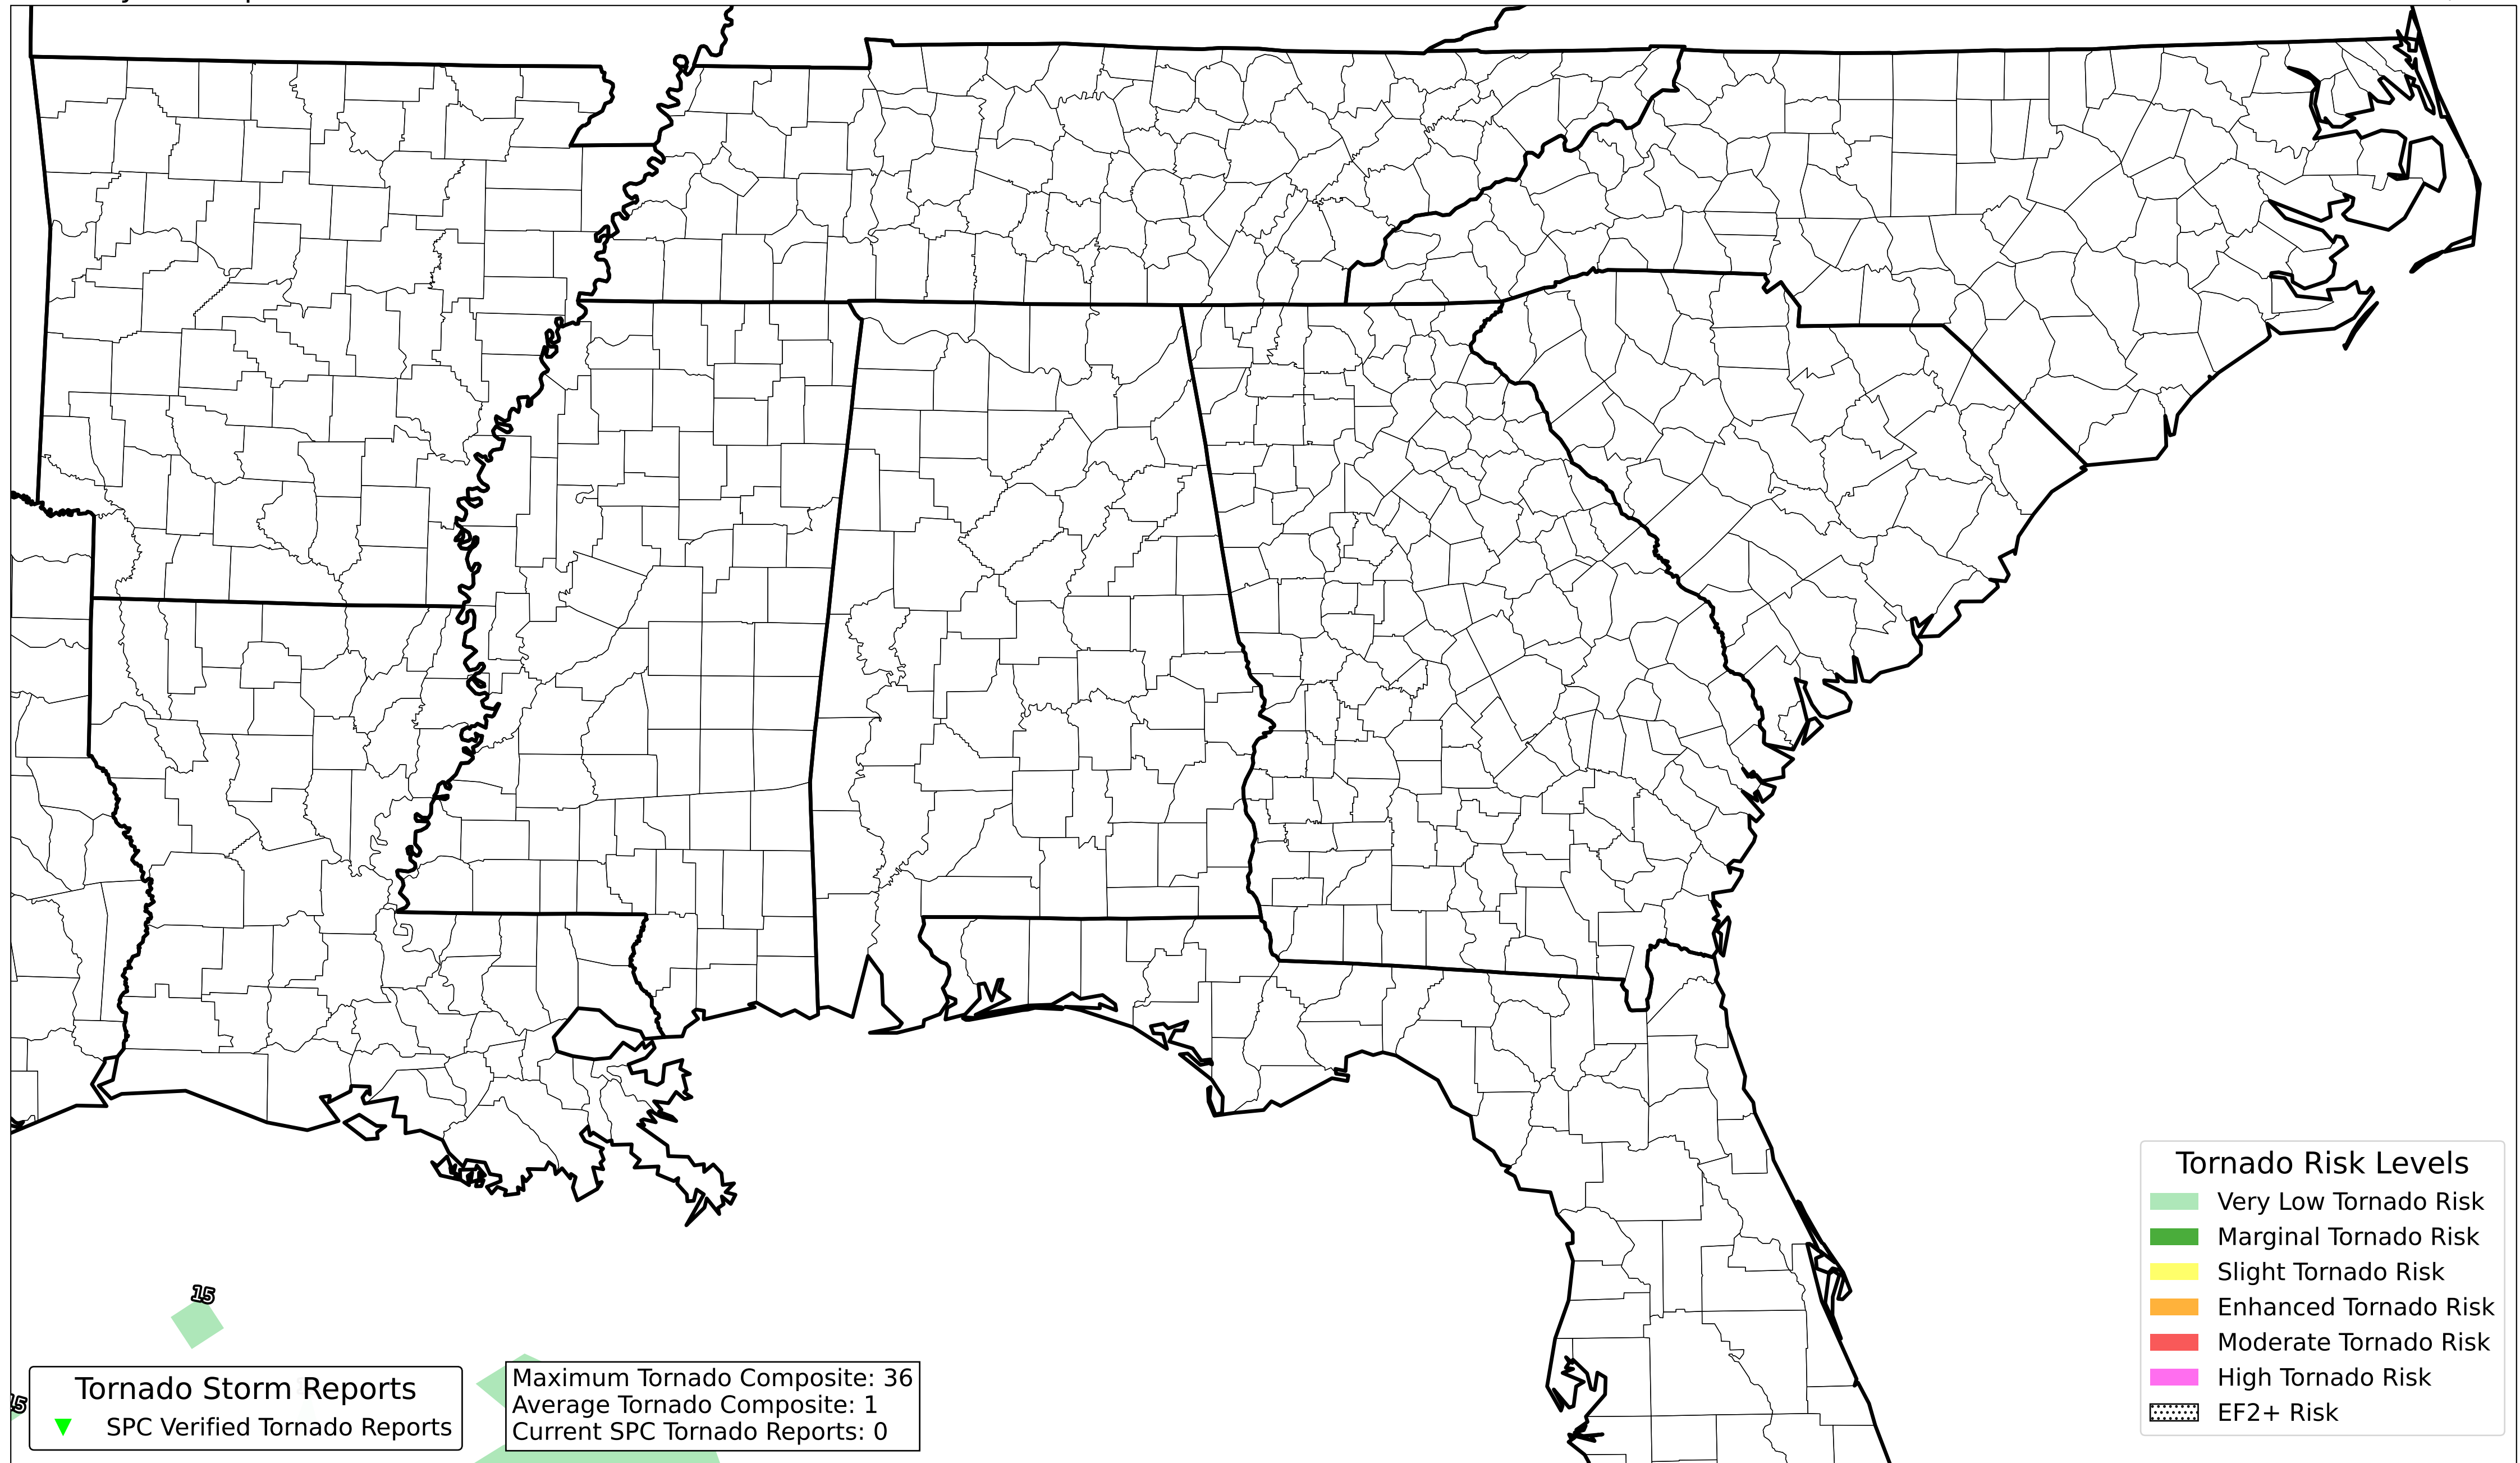 15
15
Tornado Storm Reports
SPC Verified Tornado Reports
Maximum Tornado Composite: 36
Average Tornado Composite: 1
Current SPC Tornado Reports: 0
Tornado Risk Levels
Very Low Tornado Risk
Marginal Tornado Risk
Slight Tornado Risk
Enhanced Tornado Risk
Moderate Tornado Risk
High Tornado Risk
EF2+ Risk